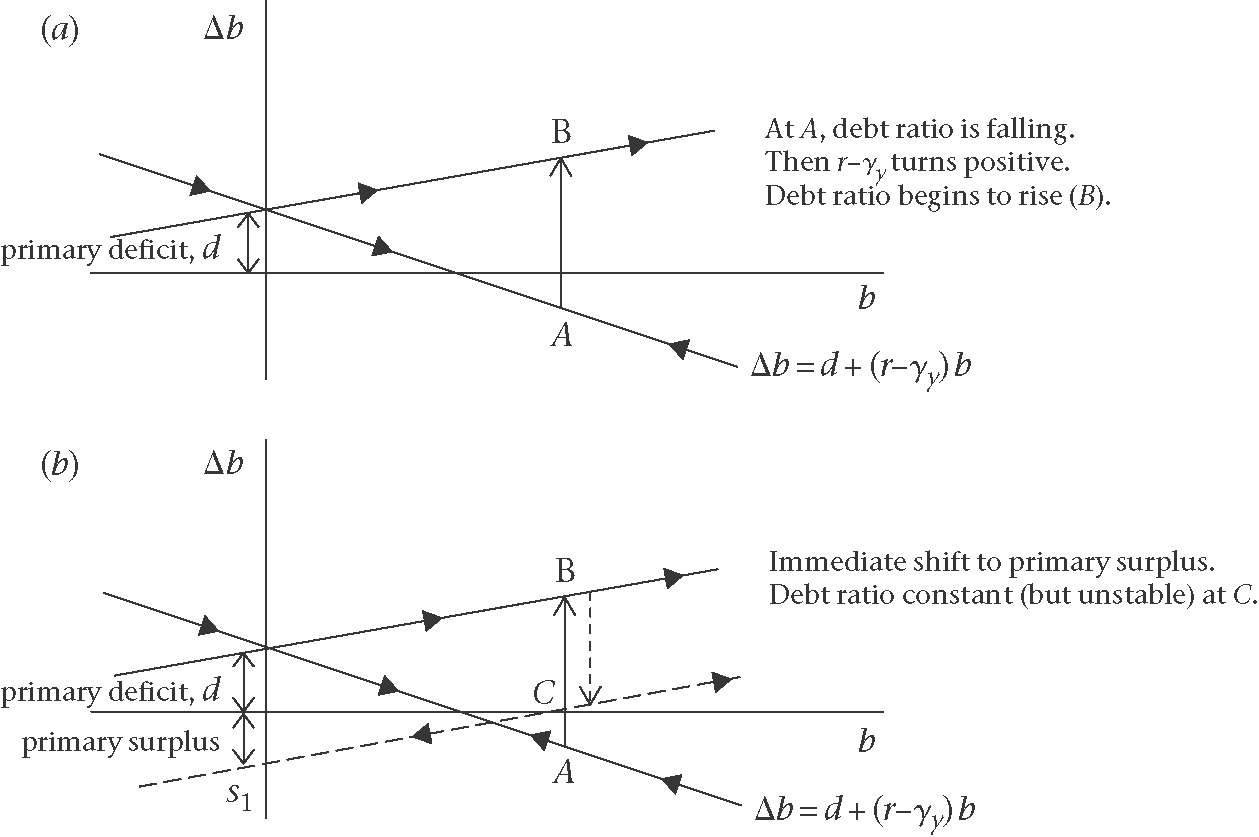 (a)
Δb
B
At A, debt ratio is falling.
Then r–γy turns positive.
Debt ratio begins to rise (B).
primary deficit, d
b
A
Δb = d + (r–γy) b
(b)
Δb
B
Immediate shift to primary surplus.
Debt ratio constant (but unstable) at C.
primary deficit, d
C
primary surplus
b
s1
A
Δb = d + (r–γy) b